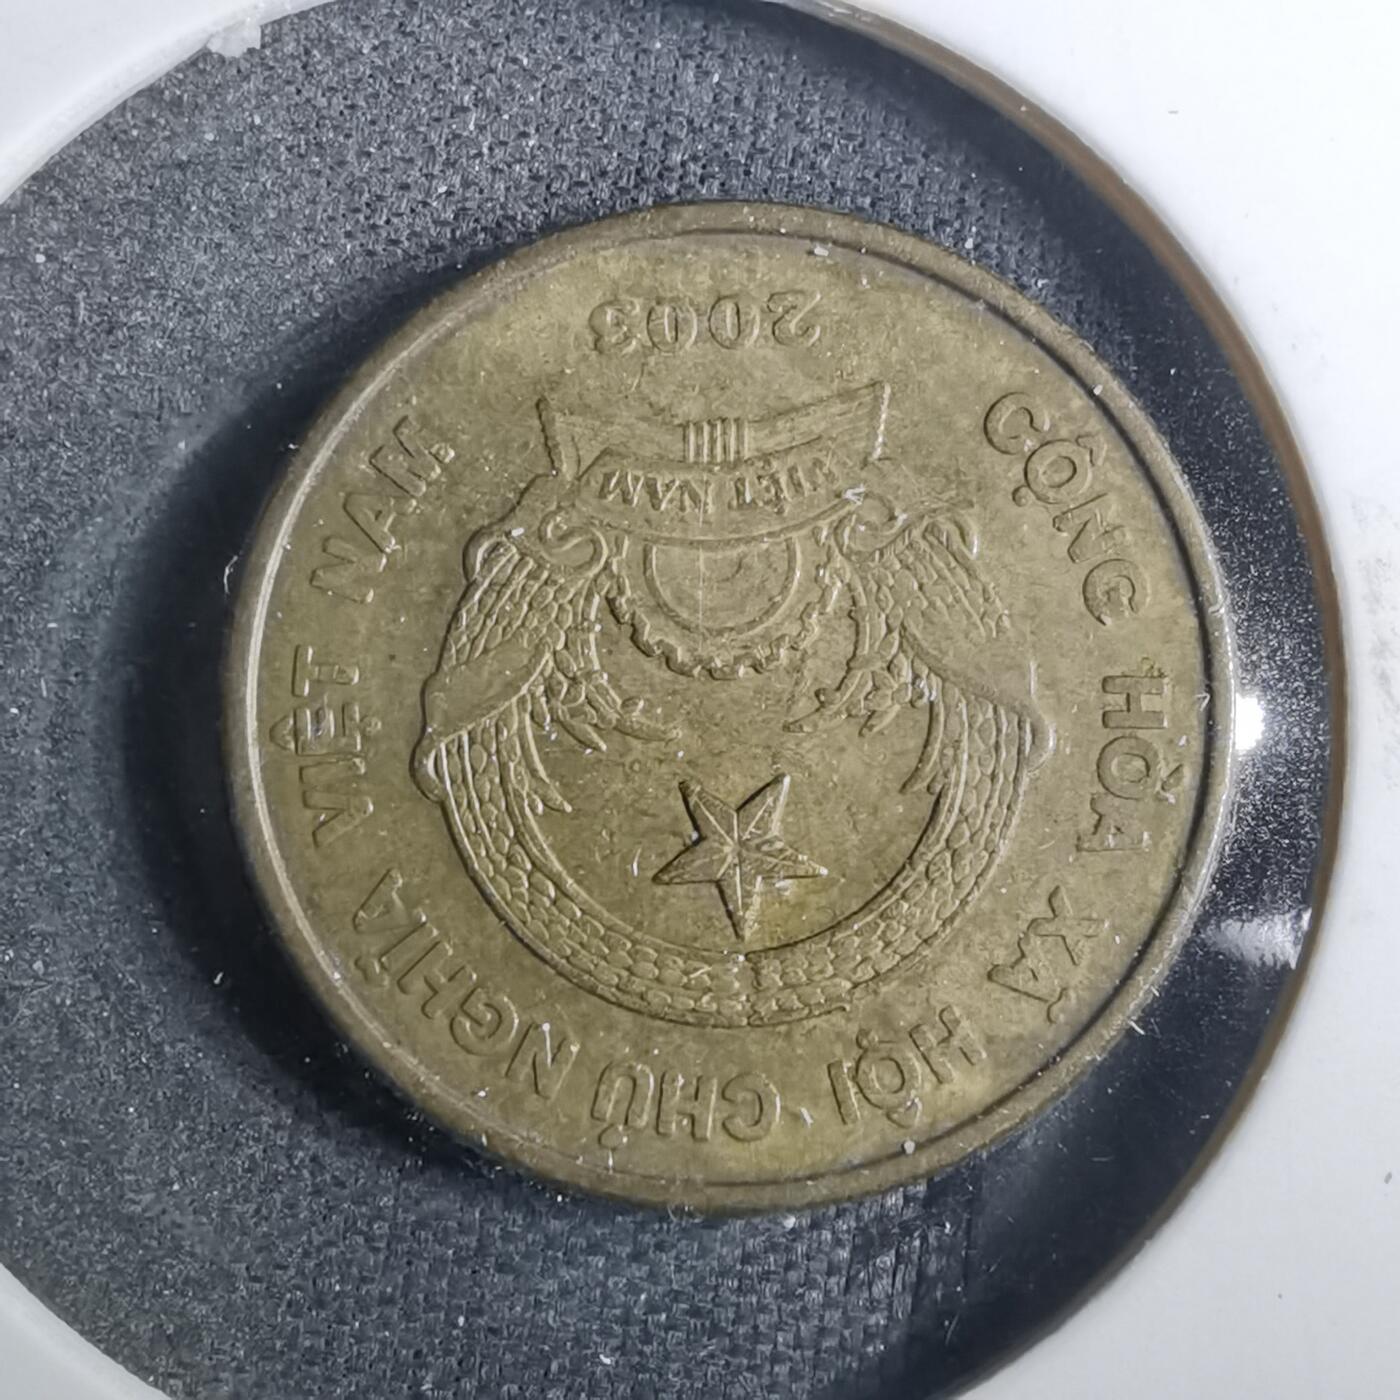 CỘNG HÒA XÃ HỘI CHỦ NGHĨA VIỆT NAM
VIỆT NAM
2003